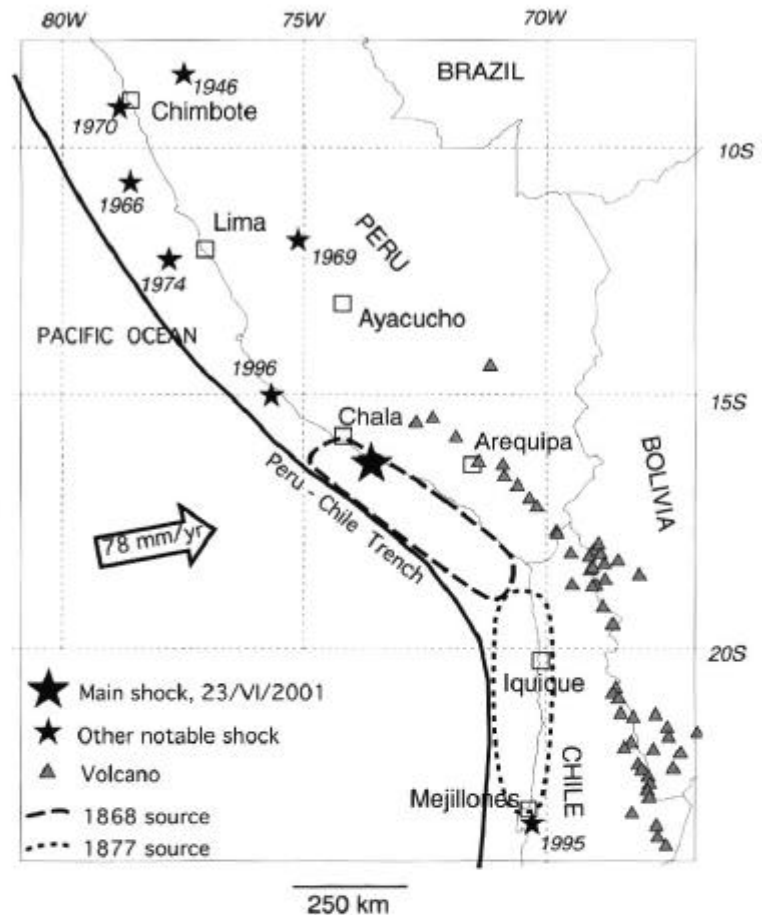 80W 75W 70W
BRAZIL
1946
Chimbote
1970
10S
1966
Lima
PERU
1969
1974
Ayacucho
PACIFIC OCEAN
1996
15S
Chala
Arequipa
BOLIVIA
Peru - Chile Trench
78 mm/yr
20S
Iquique
Main shock, 23/VI/2001
Other notable shock
Volcano
CHILE
Mejillones
1868 source
1877 source
1995
250 km